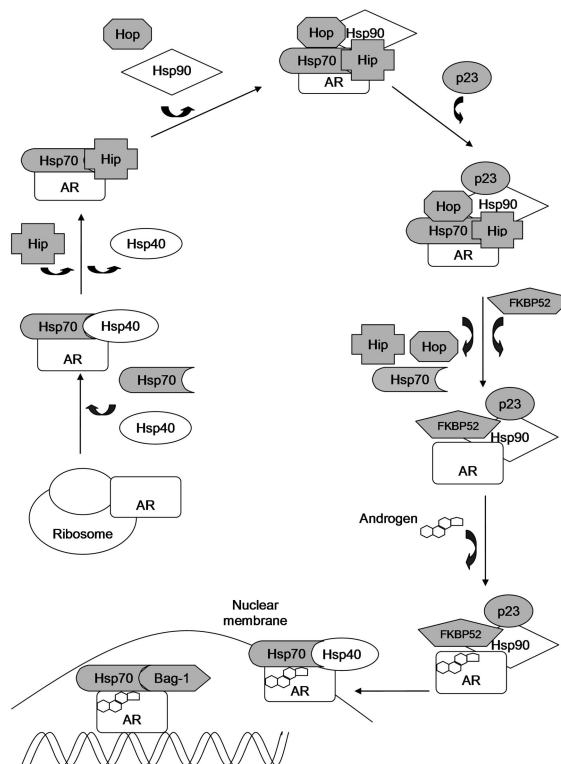 Hop
Hsp90
Hop
Hsp90
Hsp70
Hip
AR
p23
Hsp70
Hip
AR
p23
Hop
Hsp90
Hsp70
Hip
AR
Hip
Hsp40
Hsp70
Hsp40
AR
FKBP52
Hip
Hop
Hsp70
Hsp70
Hsp40
p23
FKBP52
Hsp90
AR
AR
Ribosome
Androgen
Nuclear
membrane
p23
FKBP52
Hsp90
AR
Hsp70
Hsp40
AR
Hsp70
Bag-1
AR